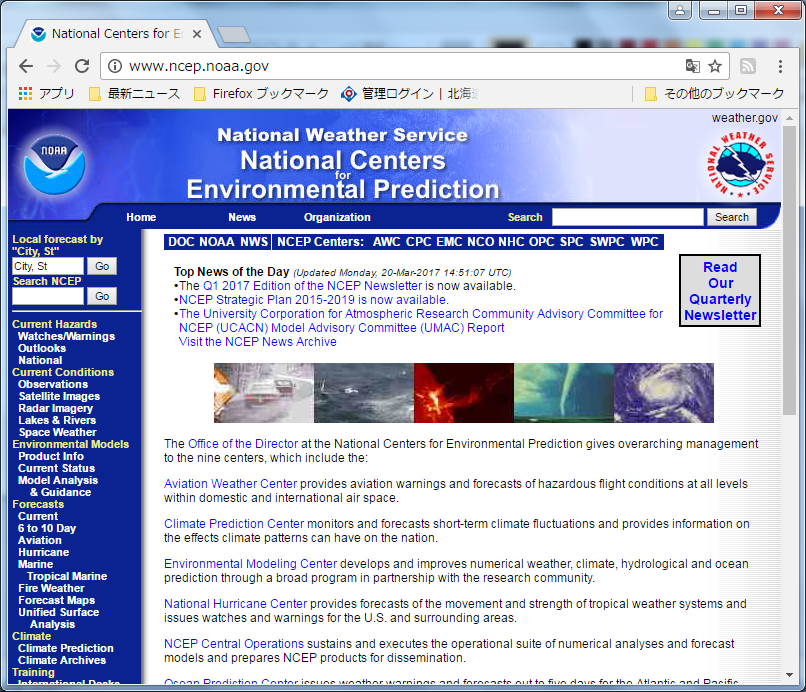 National Centers for E
www.ncep.noaa.gov
アプリ 最新ニュース Firefox ブックマーク 管理ログイン | 北海 その他のブックマーク
weather.gov
NOAA
National Weather Service
National Centers
for
Environmental Prediction
NATIONAL WEATHER SERVICE
Home News Organization Search Search
Local forecast by
"City, St"
City, St Go
Search NCEP
Go
Current Hazards
Watches/Warnings
Outlooks
National
Current Conditions
Observations
Satellite Images
Radar Imagery
Lakes & Rivers
Space Weather
Environmental Models
Product Info
Current Status
Model Analysis
& Guidance
Forecasts
Current
6 to 10 Day
Aviation
Hurricane
Marine
Tropical Marine
Fire Weather
Forecast Maps
Unified Surface
Analysis
Climate
Climate Prediction
Climate Archives
Training
International Desks
DOC NOAA NWS NCEP Centers: AWC CPC EMC NCO NHC OPC SPC SWPC WPC
Top News of the Day (Updated Monday, 20-Mar-2017 14:51:07 UTC)
•The Q1 2017 Edition of the NCEP Newsletter is now available.
•NCEP Strategic Plan 2015-2019 is now available.
•The University Corporation for Atmospheric Research Community Advisory Committee for
NCEP (UCACN) Model Advisory Committee (UMAC) Report
Visit the NCEP News Archive
Read
Our
Quarterly
Newsletter
The Office of the Director at the National Centers for Environmental Prediction gives overarching management
to the nine centers, which include the:
Aviation Weather Center provides aviation warnings and forecasts of hazardous flight conditions at all levels
within domestic and international air space.
Climate Prediction Center monitors and forecasts short-term climate fluctuations and provides information on
the effects climate patterns can have on the nation.
Environmental Modeling Center develops and improves numerical weather, climate, hydrological and ocean
prediction through a broad program in partnership with the research community.
National Hurricane Center provides forecasts of the movement and strength of tropical weather systems and
issues watches and warnings for the U.S. and surrounding areas.
NCEP Central Operations sustains and executes the operational suite of numerical analyses and forecast
models and prepares NCEP products for dissemination.
Ocean Prediction Center issues weather warnings and forecasts out to five days for the Atlantic and Pacific